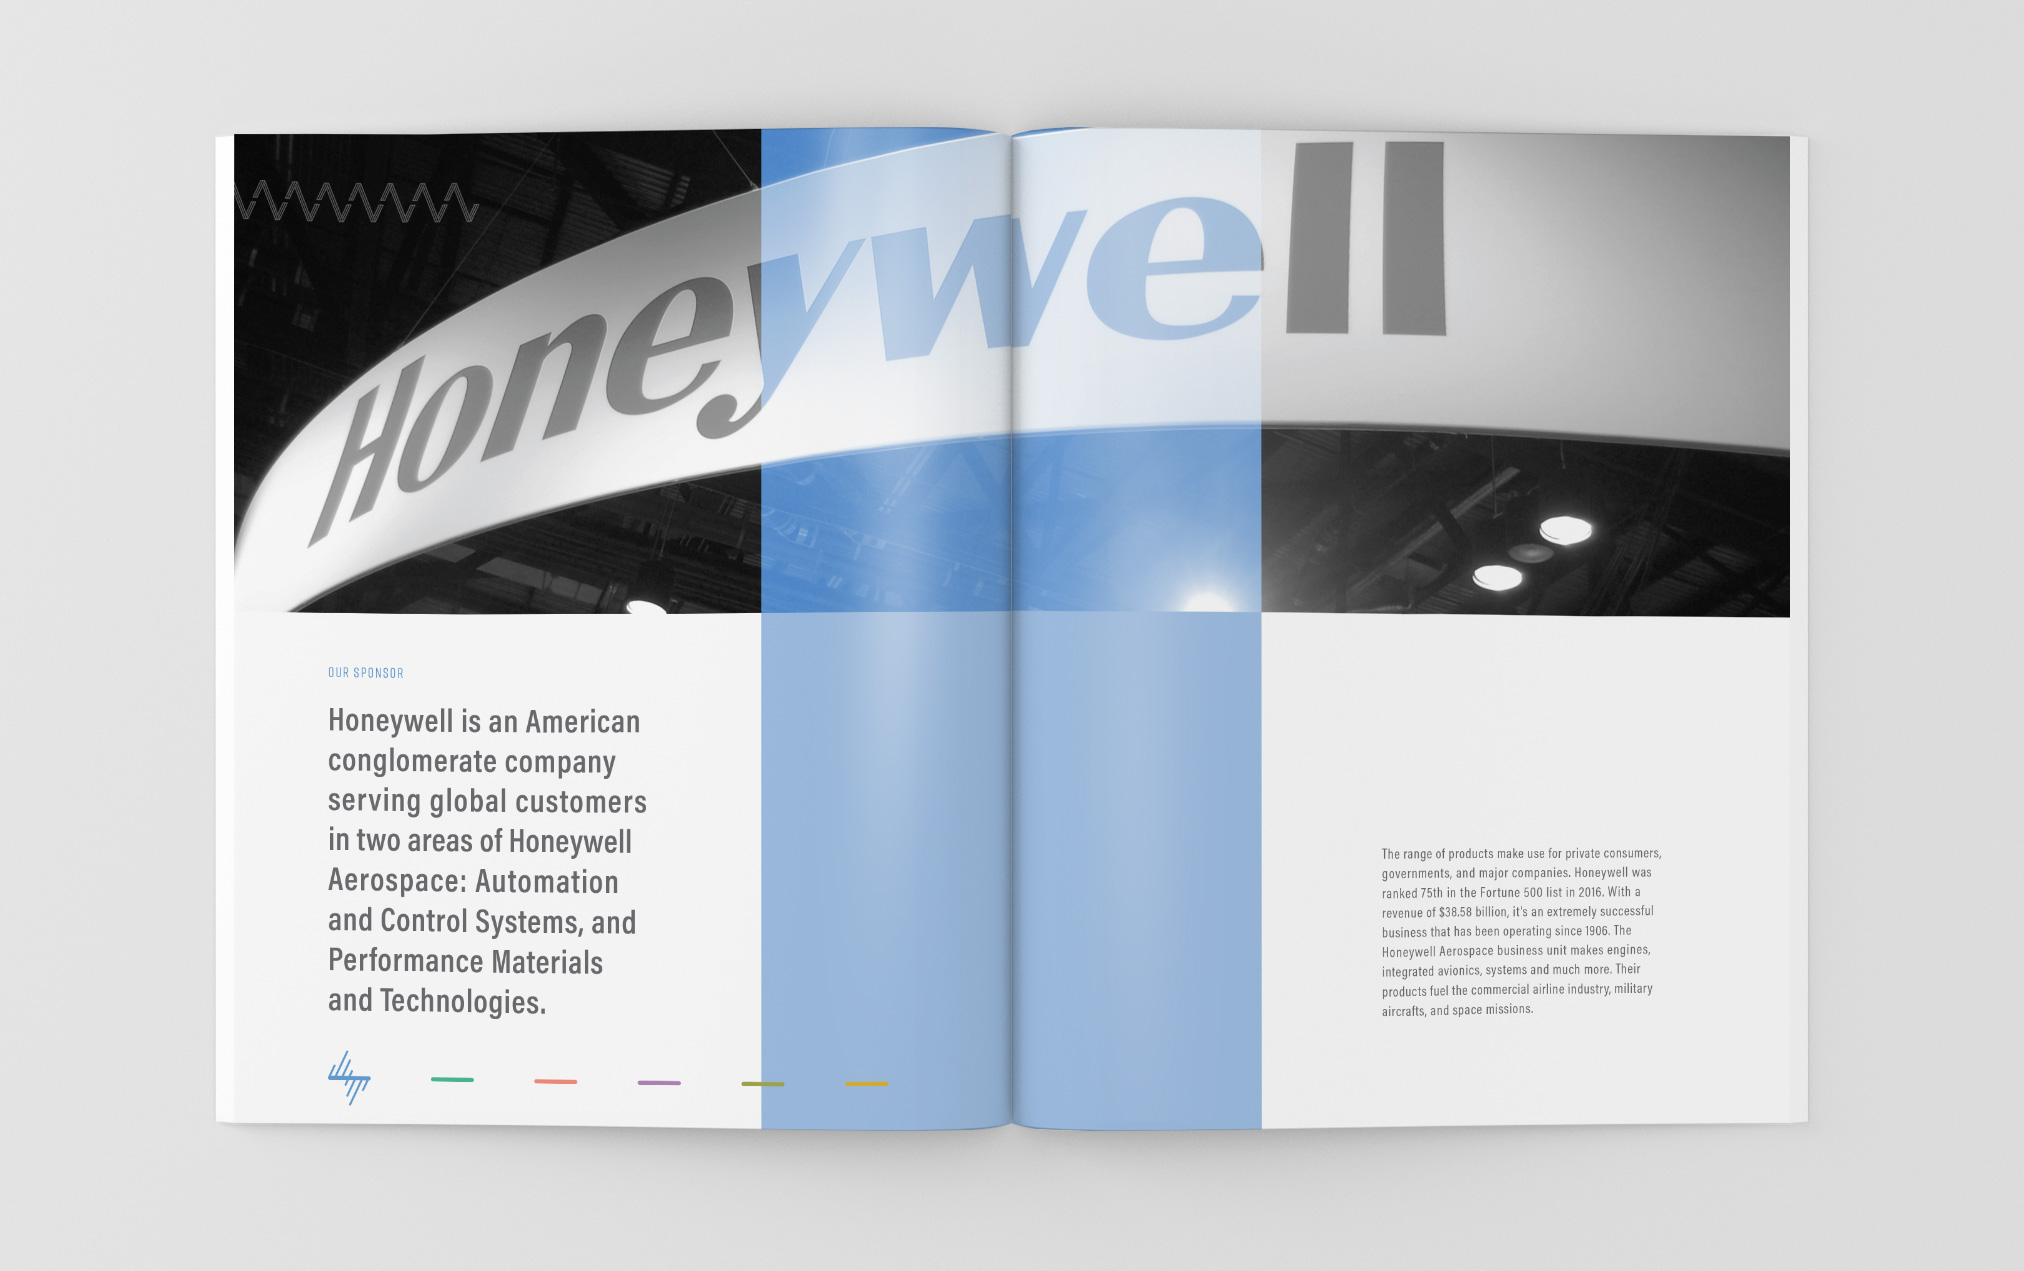 Honeywell
OUR SPONSOR
Honeywell is an American
conglomerate company
serving global customers
in two areas of Honeywell
Aerospace: Automation
and Control Systems, and
Performance Materials
and Technologies.
The range of products make use for private consumers,
governments, and major companies. Honeywell was
ranked 75th in the Fortune 500 list in 2016. With a
revenue of $38.58 billion, it's an extremely successful
business that has been operating since 1906. The
Honeywell Aerospace business unit makes engines,
integrated avionics, systems and much more. Their
products fuel the commercial airline industry, military
aircrafts, and space missions.